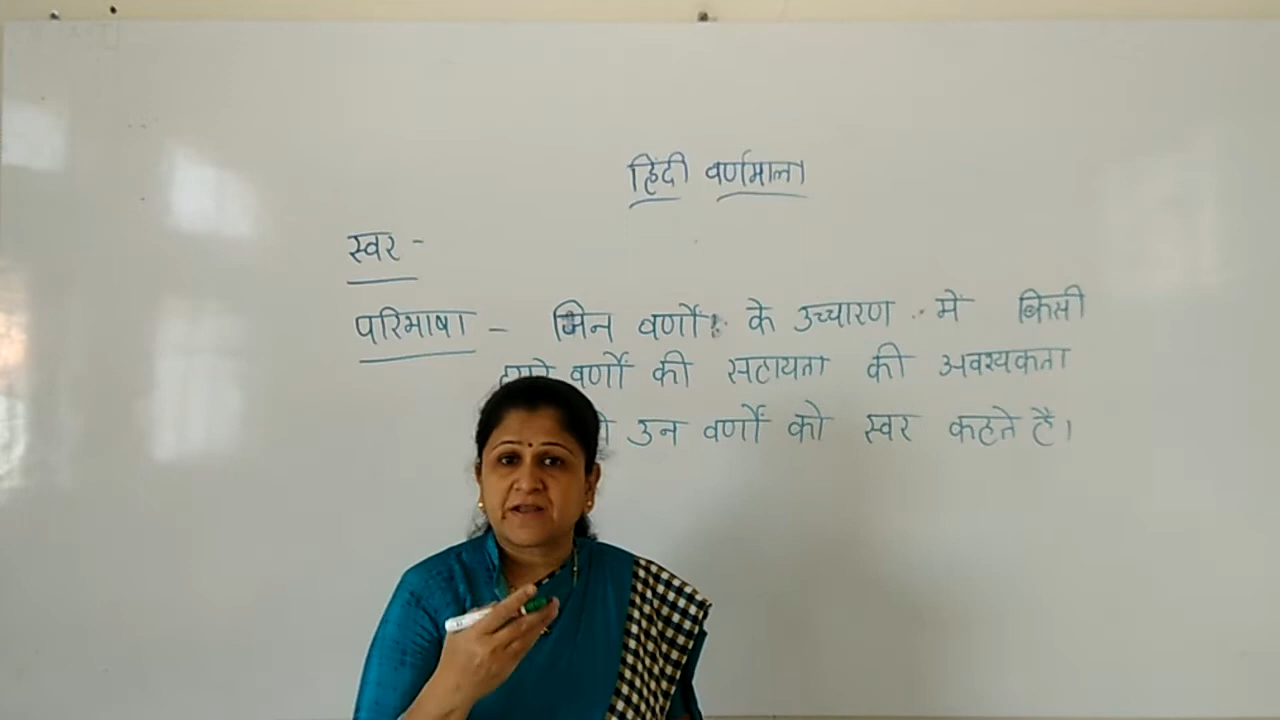 हिंदी वर्णमाला
स्वर -
परिभाषा - जिन वर्णों के उच्चारण में किसी
वर्णों की सहायता की अवश्यकता
उन वर्णों को स्वर कहते है।